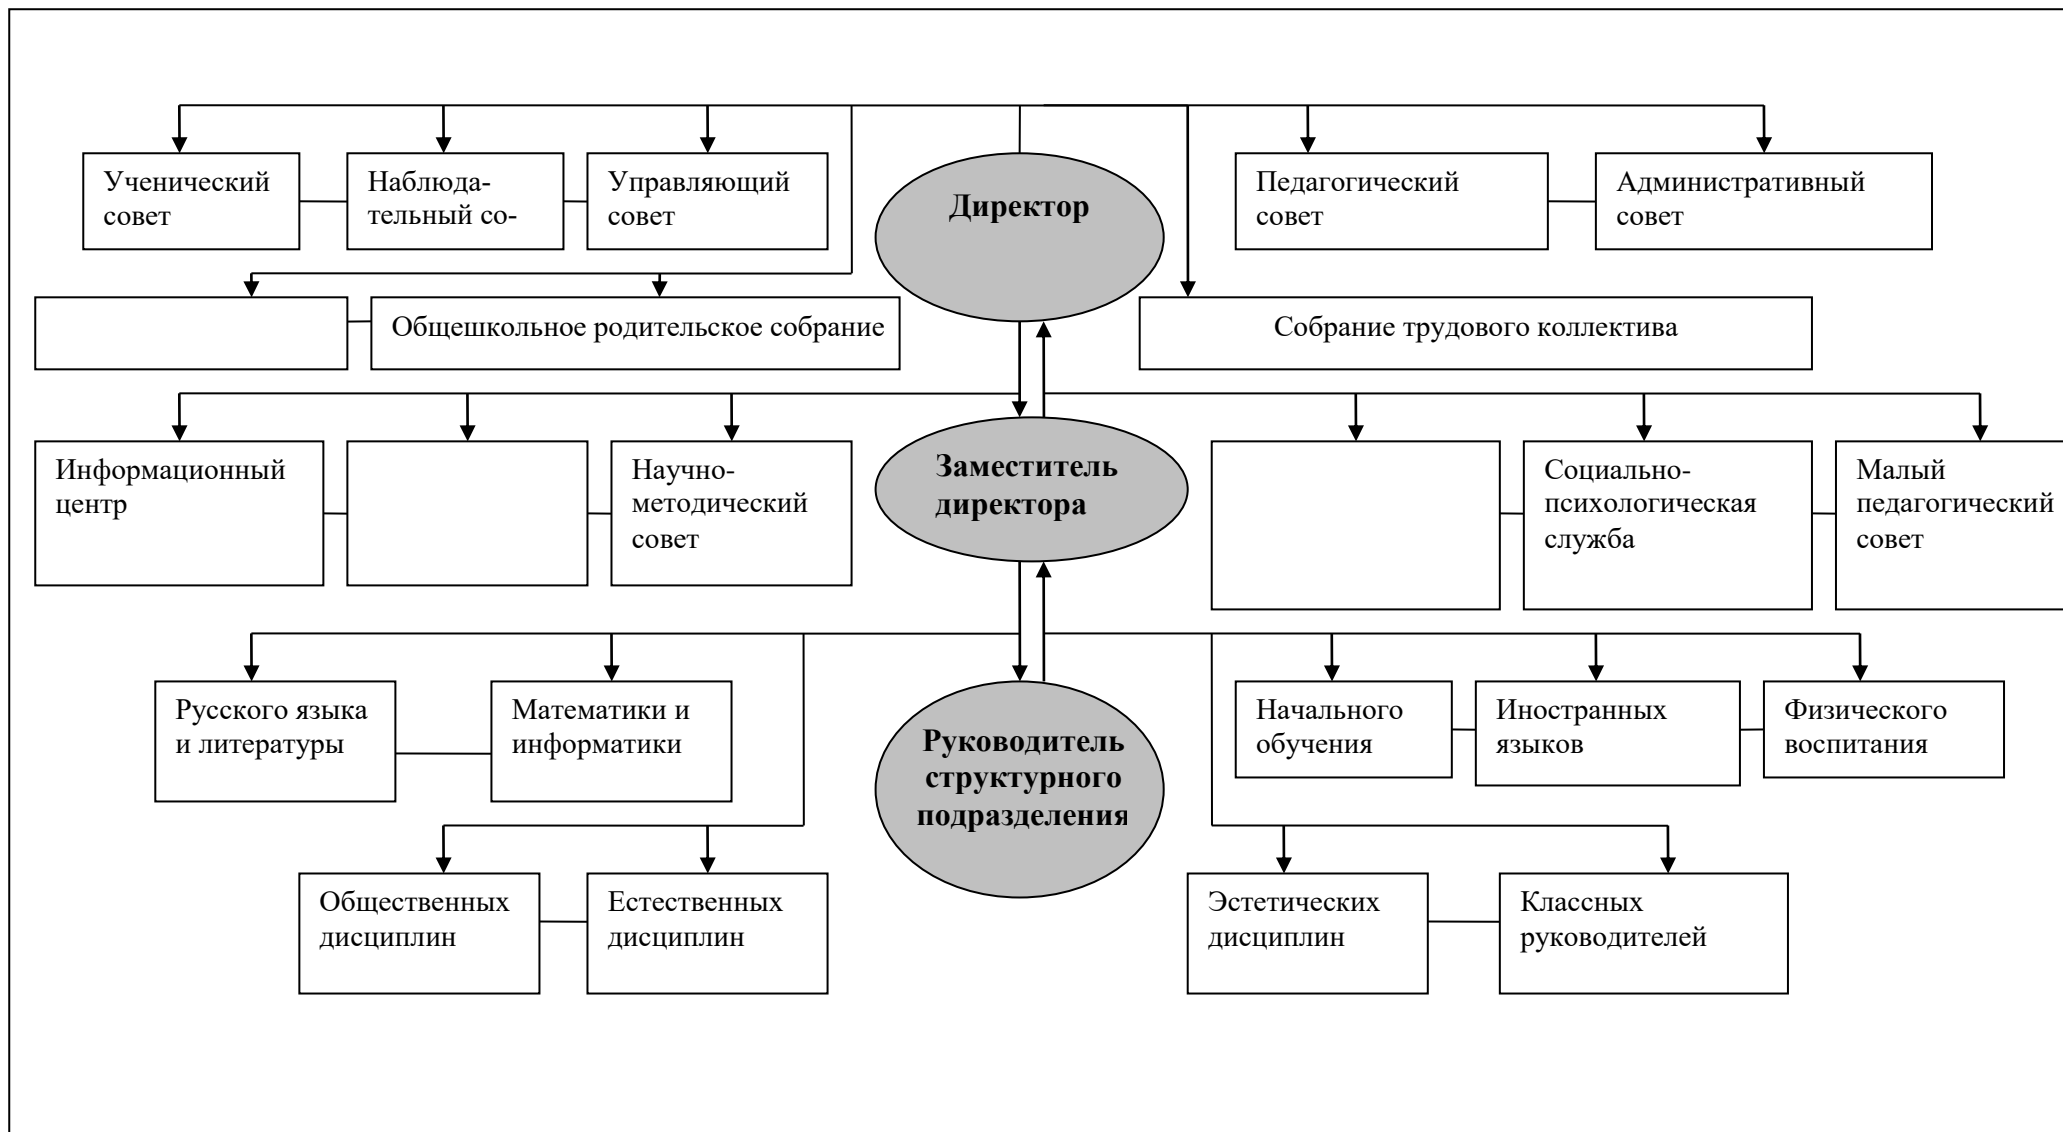 Ученический
совет
Наблюда-
тельный со-
Управляющий
совет
Директор
Педагогический
совет
Административный
совет
Общешкольное родительское собрание
Собрание трудового коллектива
Информационный
центр
Научно-
методический
совет
Заместитель
директора
Социально-
психологическая
служба
Малый
педагогический
совет
Русского языка
и литературы
Математики и
информатики
Руководитель
структурного
подразделения
Начального
обучения
Иностранных
языков
Физического
воспитания
Общественных
дисциплин
Естественных
дисциплин
Эстетических
дисциплин
Классных
руководителей